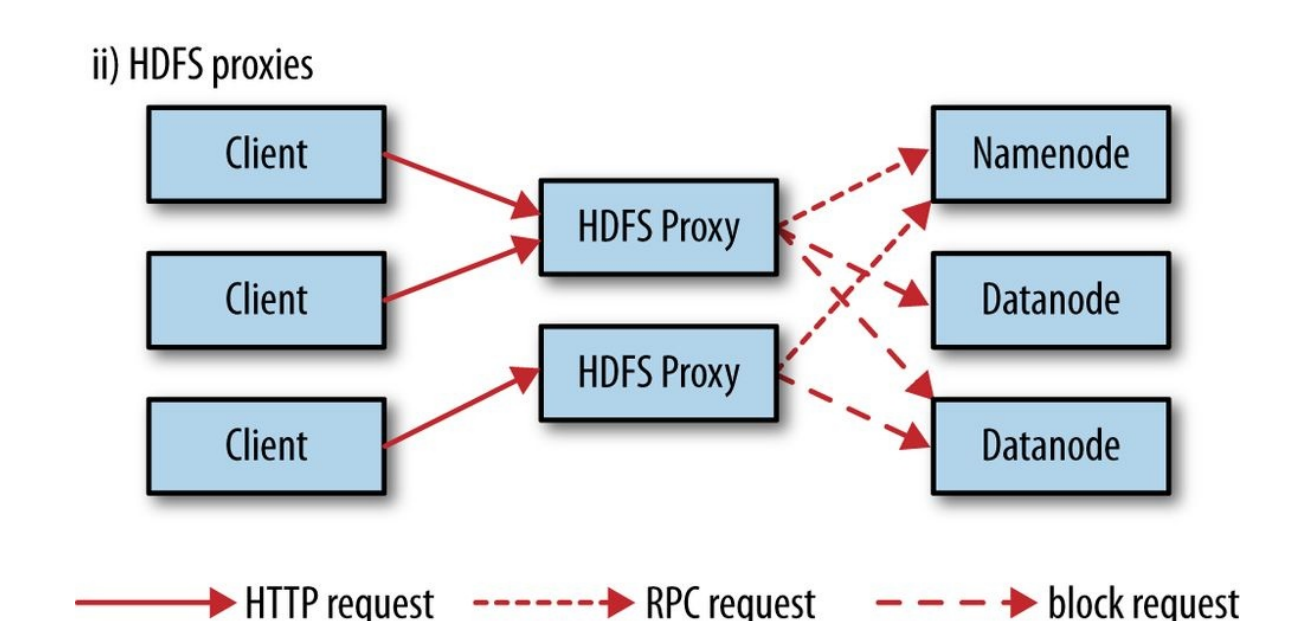 ii) HDFS proxies
Client
Namenode
HDFS Proxy
Client
Datanode
HDFS Proxy
Client
Datanode
HTTP request
RPC request
block request